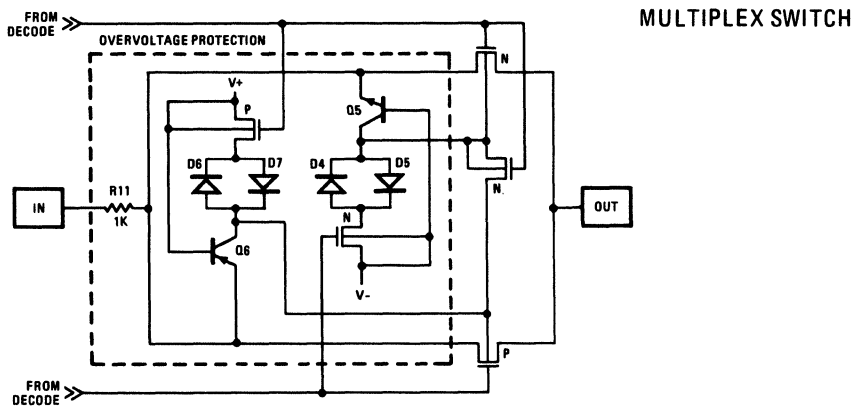 MULTIPLEX SWITCH
FROM
DECODE
OVERVOLTAGE PROTECTION
N
V+
P
Q5
D6
D7
D4
D5
N
IN
R11
1K
N
OUT
Q6
V-
P
FROM
DECODE